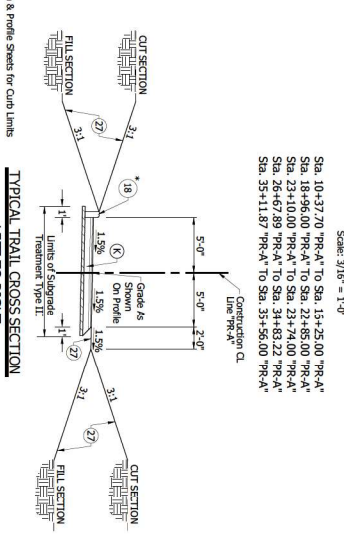 Scale: 3/16" = 1'-0
Sta. 10+37.70 "PR-A" To Sta. 15+25.00 "PR-A"
Sta. 18+96.00 "PR-A" To Sta. 22+85.00 "PR-A"
Sta. 23+10.00 "PR-A" To Sta. 23+74.00 "PR-A"
Sta. 26+67.89 "PR-A" To Sta. 34+83.22 "PR-A"
Sta. 35+11.87 "PR-A" To Sta. 35+56.00 "PR-A"
Construction CL
Line "PR-A"
5'-0"
5'-0"
2'-0"
CUT SECTION
3:1
27
3:1
FILL SECTION
*
18
K
1.5%
1.5%
1.5%
Grade As
Shown
On Profile
1'
1'
Limits of Subgrade
Treatment Type II
27
CUT SECTION
3:1
27
3:1
FILL SECTION
TYPICAL TRAIL CROSS SECTION
& Profile Sheets for Curb Limits